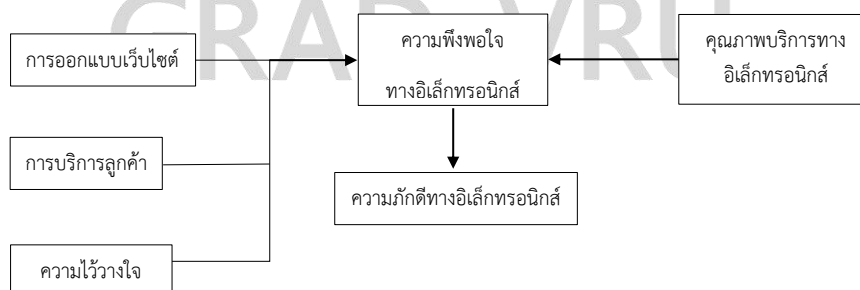 GRAD VRU
การออกแบบเว็บไซต์
ความพึงพอใจ
ทางอิเล็กทรอนิกส์
คุณภาพบริการทาง
อิเล็กทรอนิกส์
การบริการลูกค้า
ความภักดีทางอิเล็กทรอนิกส์
ความไว้วางใจ